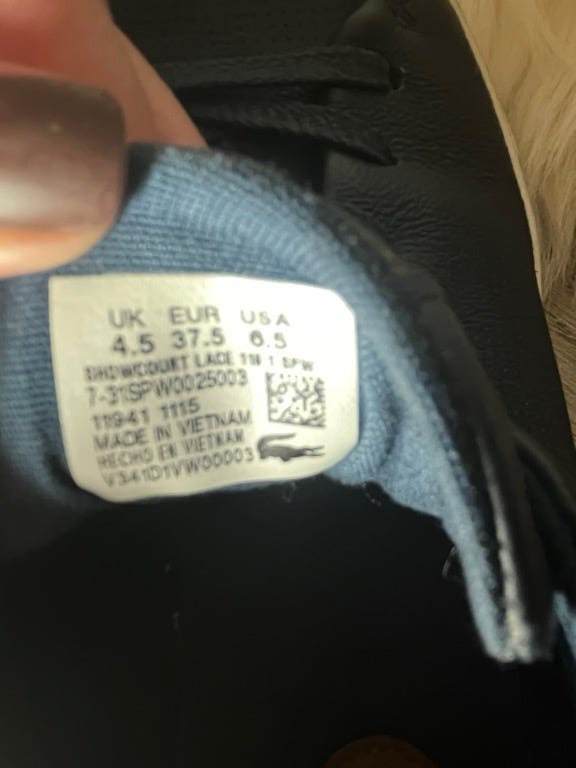 UK EUR USA
4.5 37.5 6.5
SHOWCOURT LACE 118 1 SPW
7-31SPW0025003
11941 1115
MADE IN VIETNAM
HECHO EN VIETNAM
V341D1VW00003